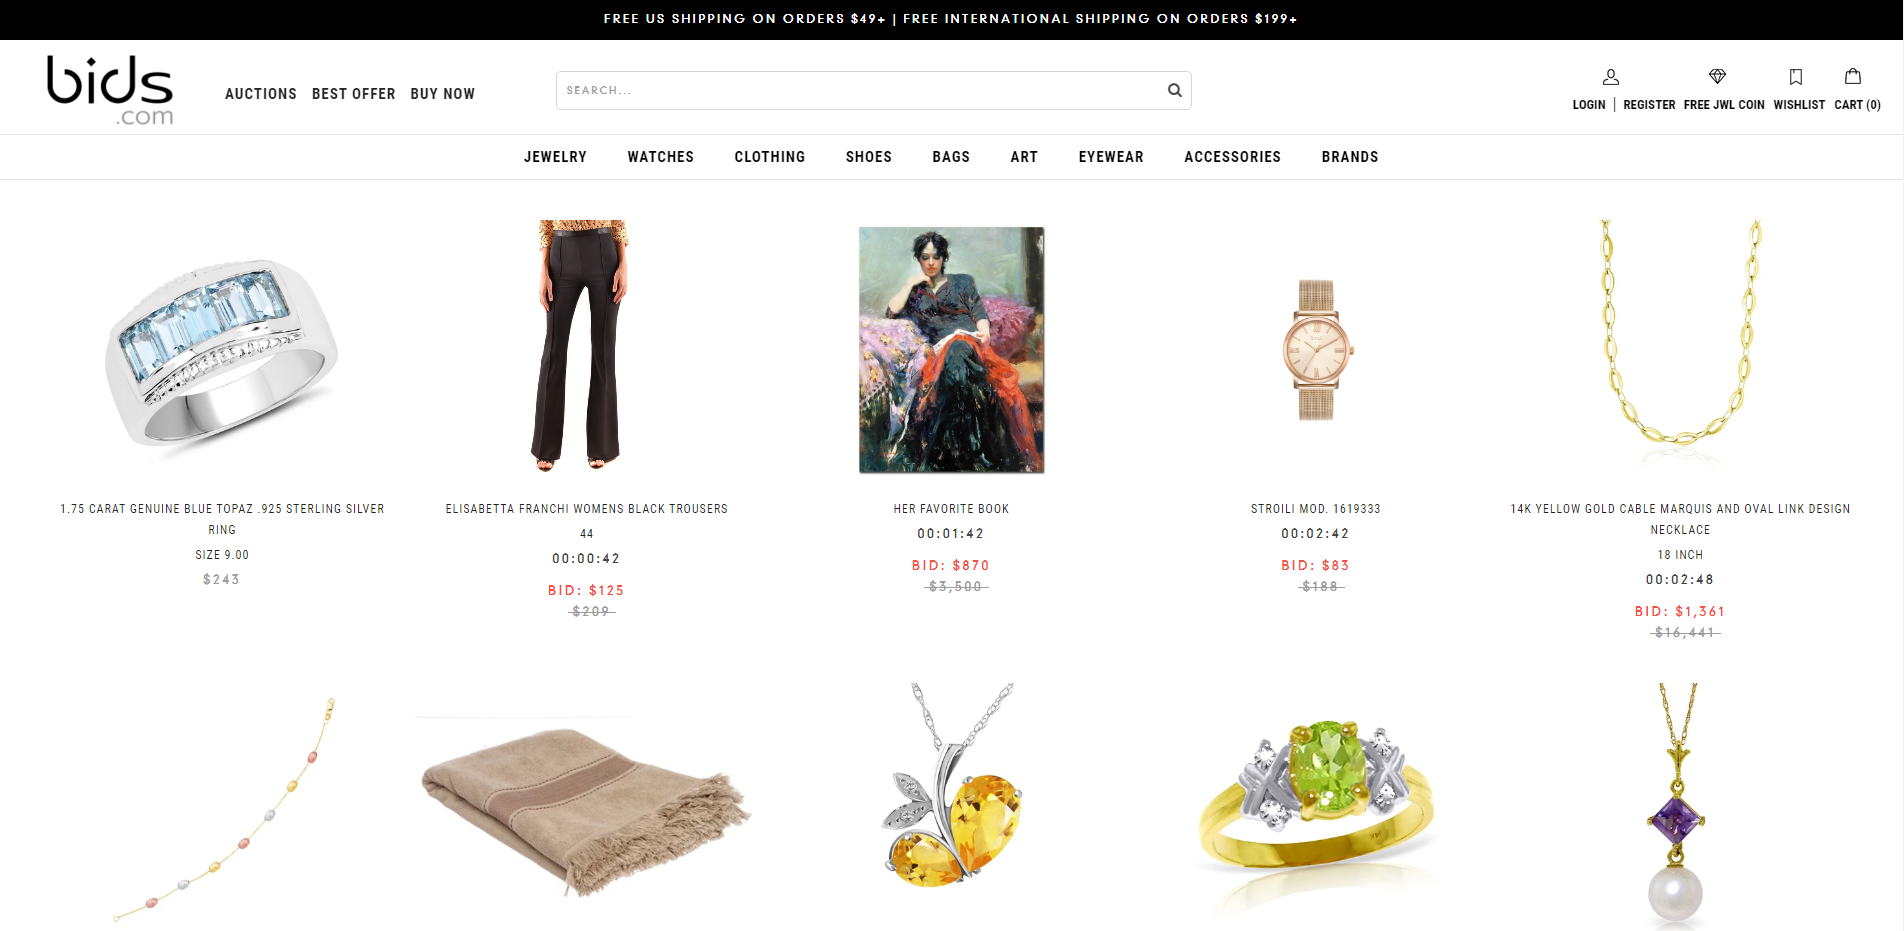 FREE US SHIPPING ON ORDERS $49+ | FREE INTERNATIONAL SHIPPING ON ORDERS $199+
bids
.com
AUCTIONS BEST OFFER BUY NOW
SEARCH...
LOGIN | REGISTER FREE JWL COIN WISHLIST CART (0)
JEWELRY WATCHES CLOTHING SHOES BAGS ART EYEWEAR ACCESSORIES BRANDS
1.75 CARAT GENUINE BLUE TOPAZ .925 STERLING SILVER
RING
SIZE 9.00
$243
ELISABETTA FRANCHI WOMENS BLACK TROUSERS
44
00:00:42
BID: $125
$209
HER FAVORITE BOOK
00:01:42
BID: $870
$3,500
STROILI MOD. 1619333
00:02:42
BID: $83
$188
14K YELLOW GOLD CABLE MARQUIS AND OVAL LINK DESIGN
NECKLACE
18 INCH
00:02:48
BID: $1,361
$16,441